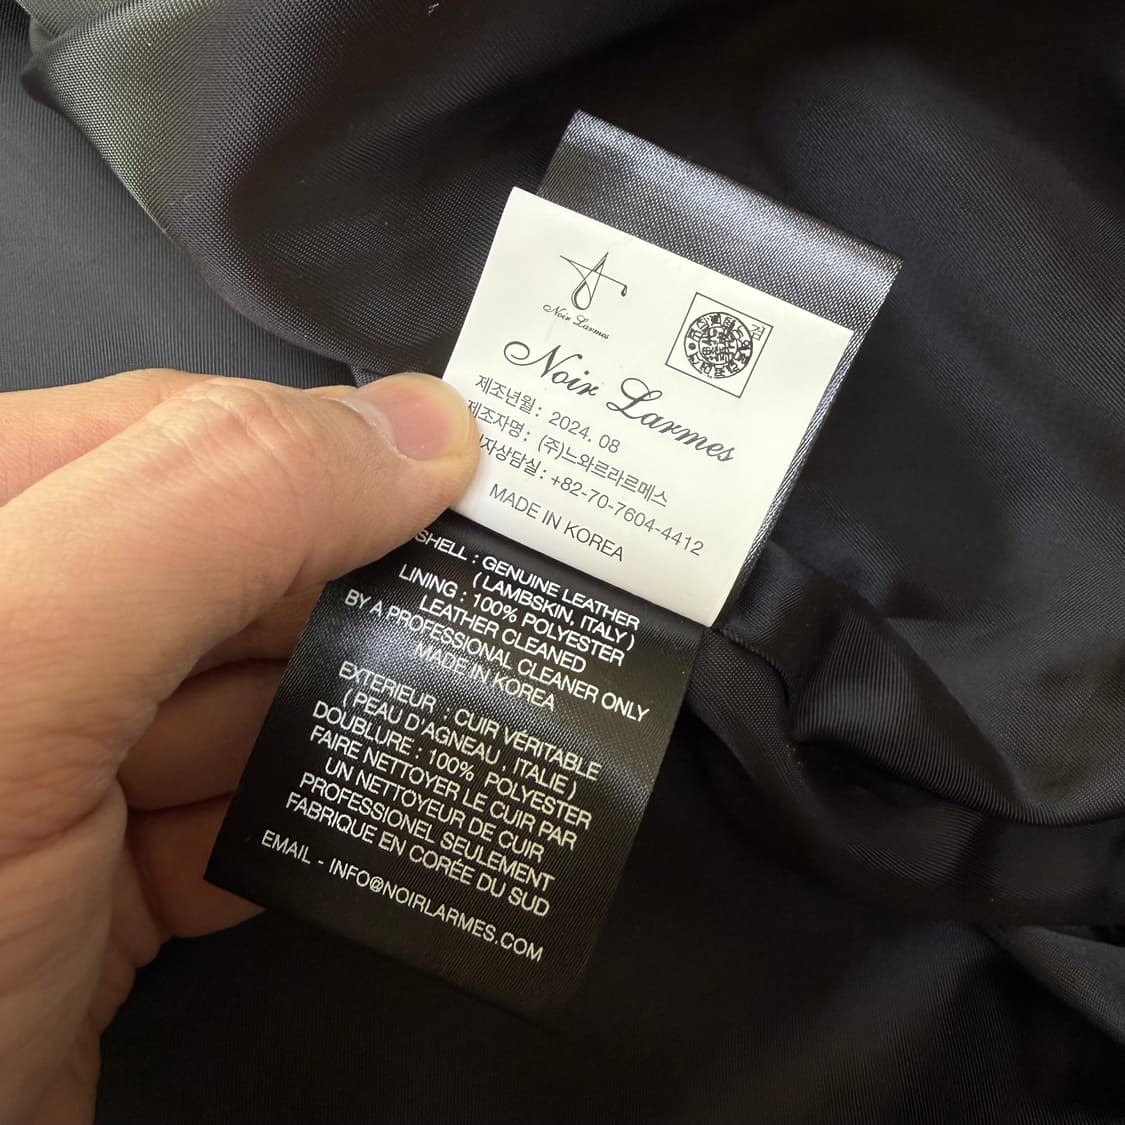 Noir Larmes
검
Noir Larmes
제조년월 : 2024. 08
제조자명 : (주)느와르라르메스
자상담실 : +82-70-7604-4412
MADE IN KOREA
SHELL : GENUINE LEATHER
( LAMBSKIN, ITALY )
LINING : 100% POLYESTER
LEATHER CLEANED
BY A PROFESSIONAL CLEANER ONLY
MADE IN KOREA
EXTERIEUR : CUIR VÉRITABLE
( PEAU D'AGNEAU , ITALIE )
DOUBLURE : 100% POLYESTER
FAIRE NETTOYER LE CUIR PAR
UN NETTOYEUR DE CUIR
PROFESSIONEL SEULEMENT
FABRIQUE EN CORÉE DU SUD
EMAIL - INFO@NOIRLARMES.COM